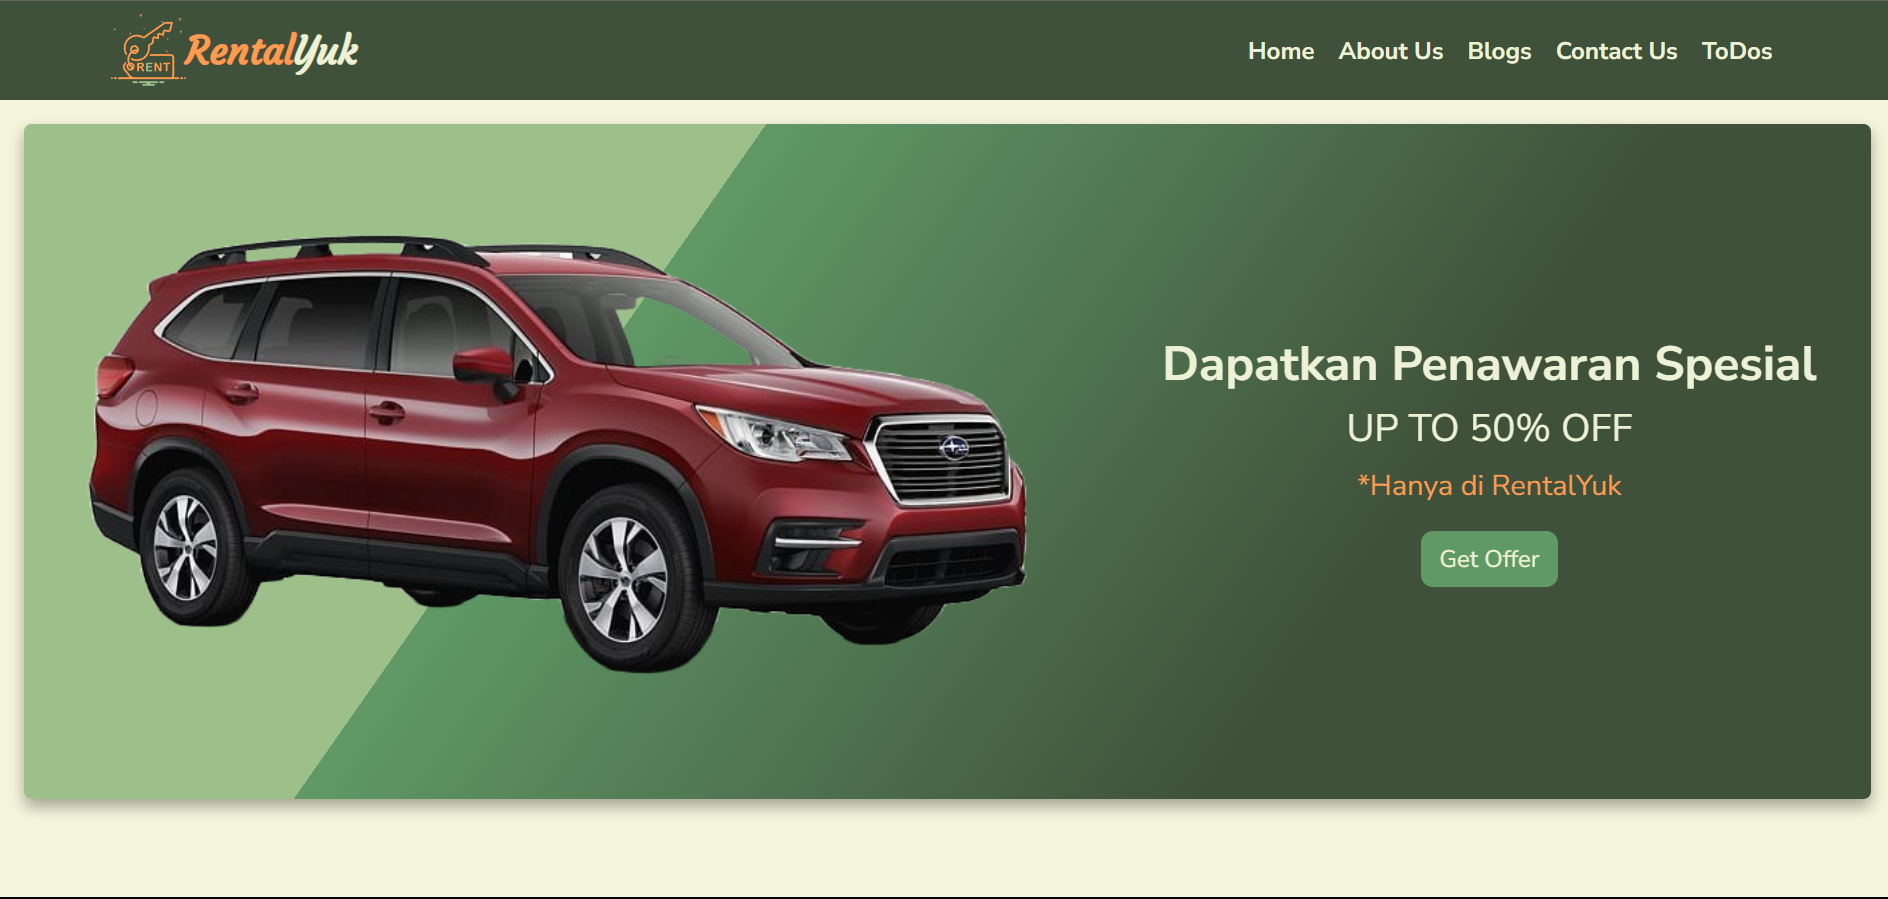 RENT
RentalYuk
Home About Us Blogs Contact Us ToDos
Dapatkan Penawaran Spesial
UP TO 50% OFF
*Hanya di RentalYuk
Get Offer